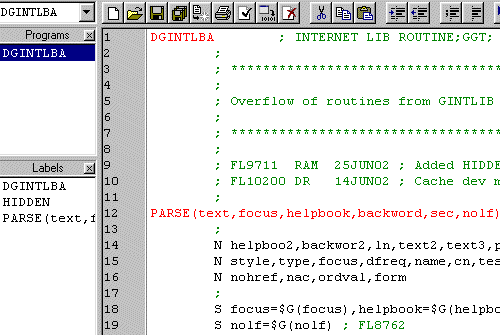 DGINTLBA
Programs
DGINTLBA
Labels
DGINTLBA
HIDDEN
PARSE(text,f
1 DGINTLBA ; INTERNET LIB ROUTINE;GGT;
2 ;
3 ; **********************************
4 ;
5 ; Overflow of routines from GINTLIB
6 ;
7 ; **********************************
8 ;
9 ; FL9711 RAM 25JUN02 ; Added HIDDE
10 ; FL10200 DR 14JUN02 ; Cache dev m
11 ;
12 PARSE(text,focus,helpbook,backword,sec,nolf)
13 ;
14 N helpboo2,backwor2,ln,text2,text3,p
15 N style,type,focus,dfreq,name,cn,tes
16 N nohref,nac,ordval,form
17 ;
18 S focus=$G(focus),helpbook=$G(helpbo
19 S nolf=$G(nolf) ; FL8762